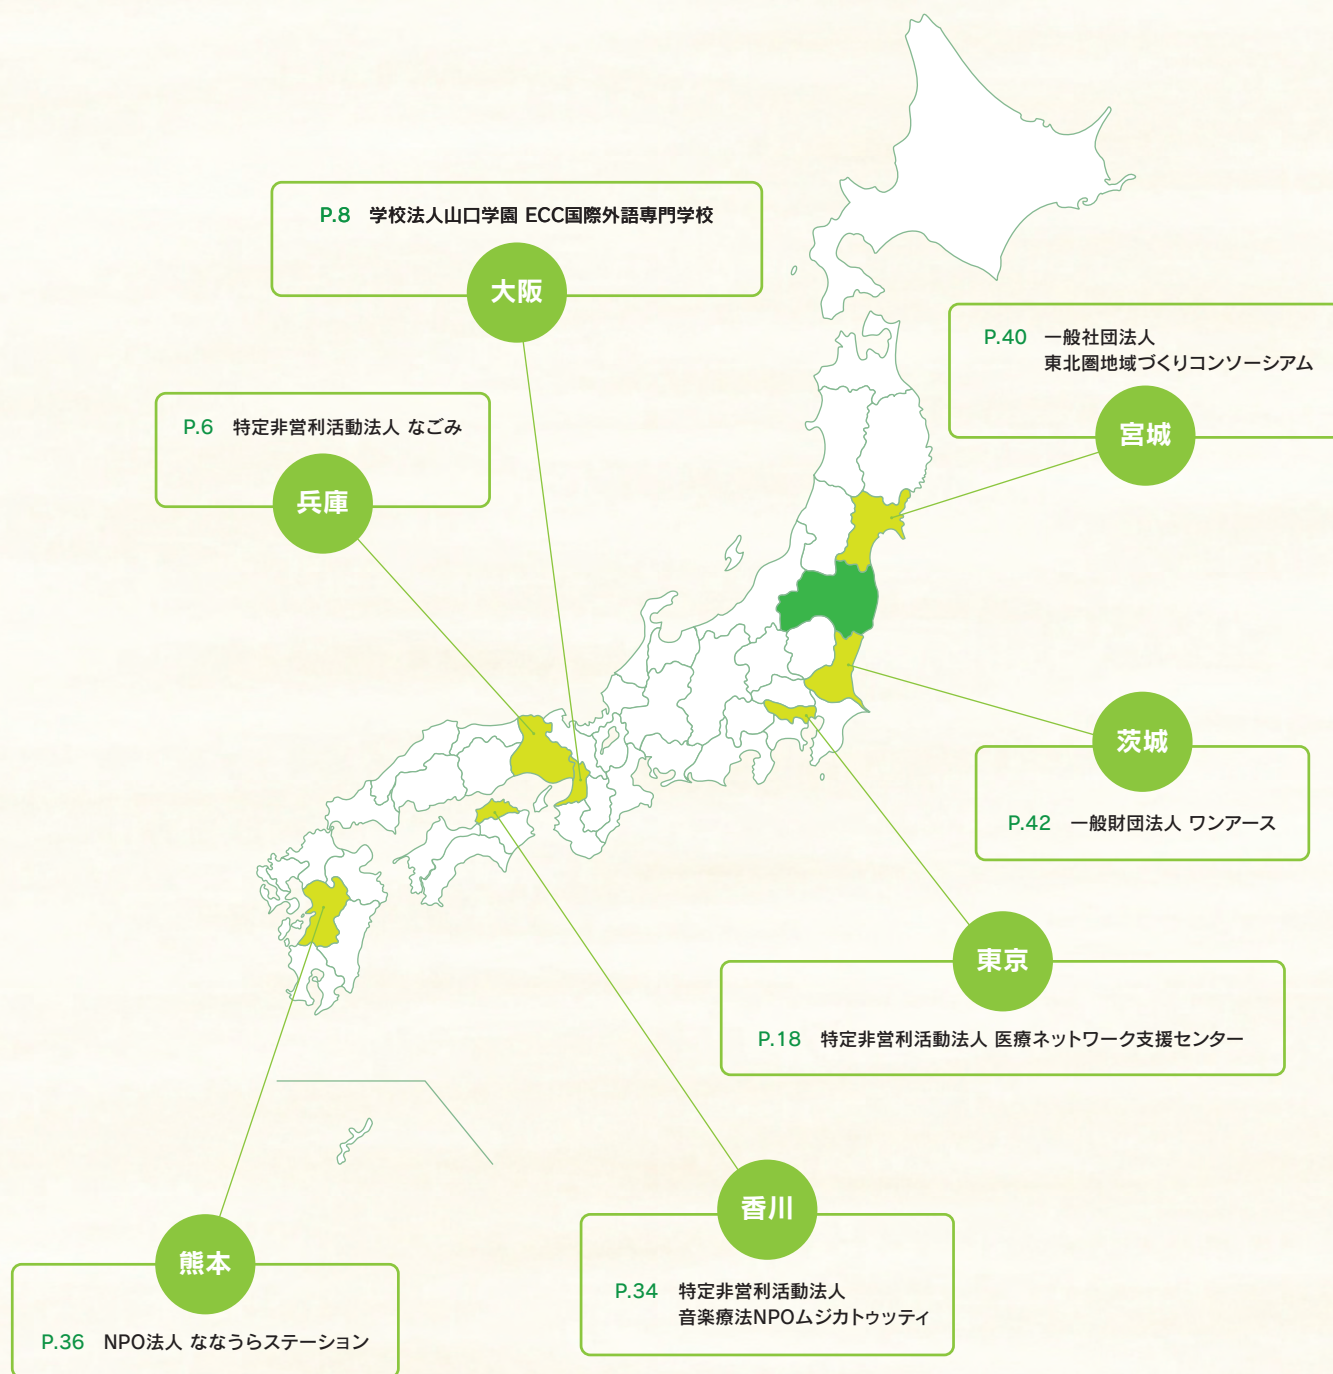 P.8 学校法人山口学園 ECC国際外語専門学校
大阪
P.40 一般社団法人
東北圏地域づくりコンソーシアム
宮城
P.6 特定非営利活動法人 なごみ
兵庫
茨城
P.42 一般財団法人 ワンアース
東京
P.18 特定非営利活動法人 医療ネットワーク支援センター
香川
P.34 特定非営利活動法人
音楽療法NPOムジカトゥッティ
熊本
P.36 NPO法人 ななうらステーション